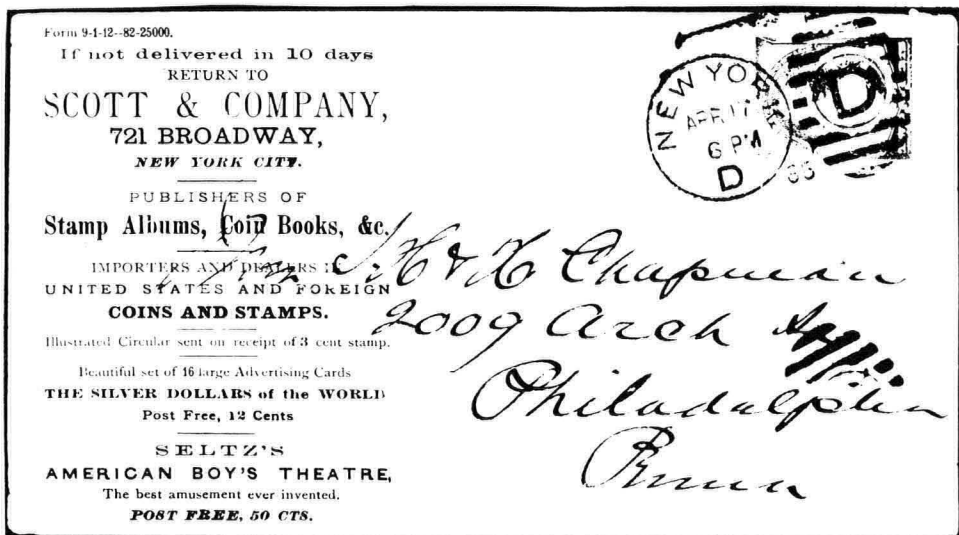 Form 9-1-12--82-25000.
If not delivered in 10 days
RETURN TO
SCOTT & COMPANY,
721 BROADWAY,
NEW YORK CITY.
PUBLISHERS OF
Stamp Albums, Coin Books, &c.
IMPORTERS AND DEALERS IN
UNITED STATES AND FOREIGN
COINS AND STAMPS.
Illustrated Circular sent on receipt of 3 cent stamp.
Beautiful set of 16 large Advertising Cards
THE SILVER DOLLARS of the WORLD
Post Free, 12 Cents
SELTZ'S
AMERICAN BOY'S THEATRE,
The best amusement ever invented.
POST FREE, 50 CTS.
NEW YORK
APR 17
6 PM
D
D
S. H & H Chapman
2009 Arch
Philadelphia
Penna